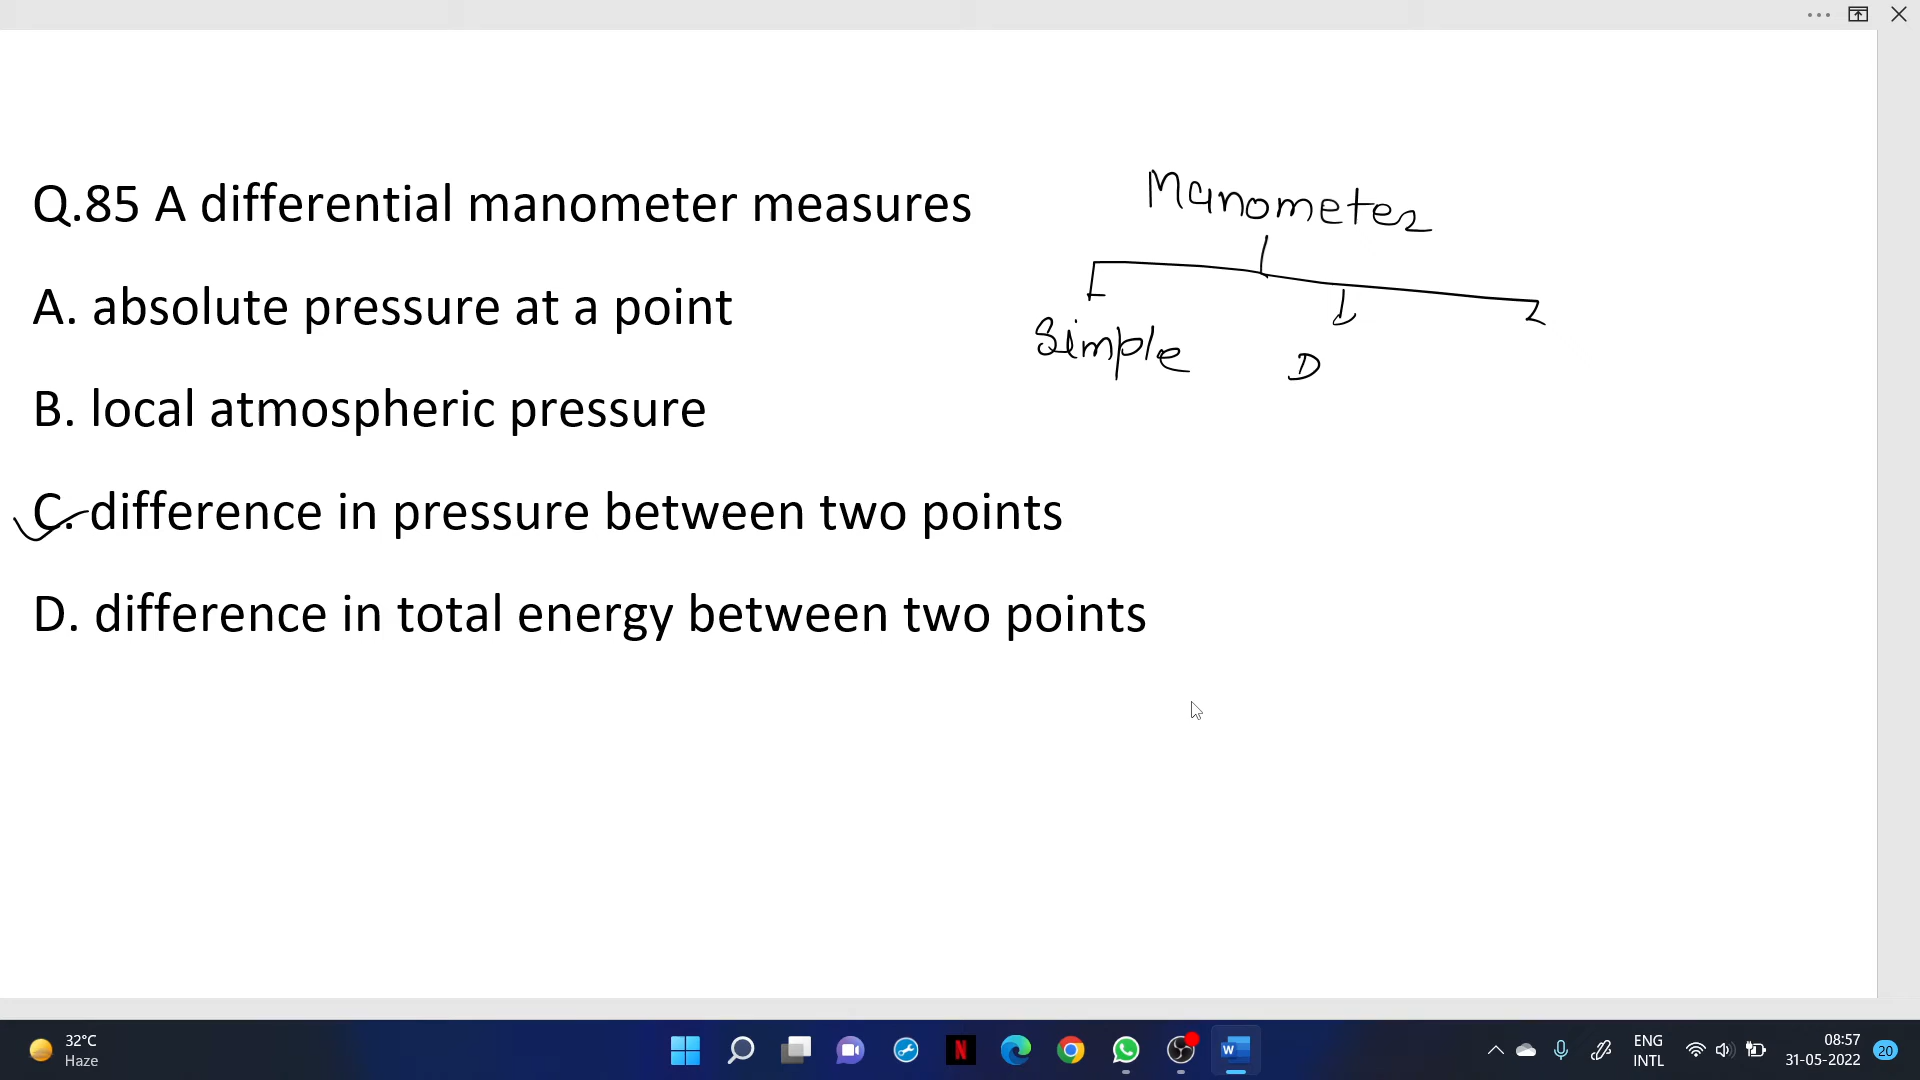 Q.85 A differential manometer measures
A. absolute pressure at a point
B. local atmospheric pressure
C. difference in pressure between two points
D. difference in total energy between two points
Manometer
Simple
D
32°C
Haze
ENG
INTL
08:57
31-05-2022
20